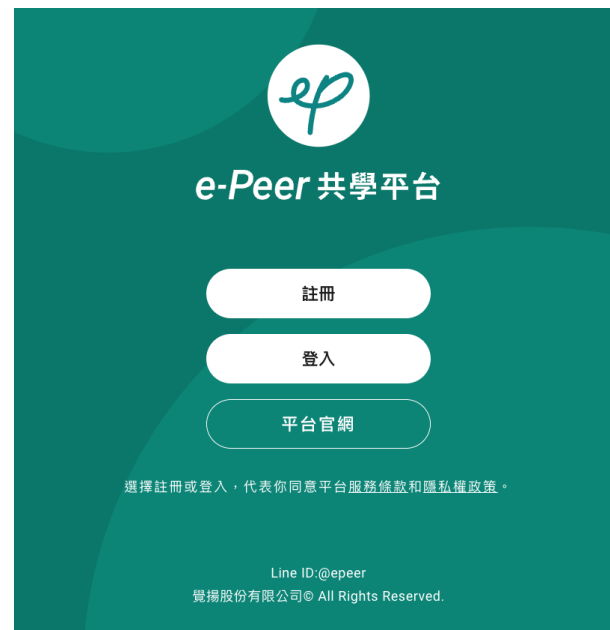 ep
e-Peer 共學平台
註冊
登入
平台官網
選擇註冊或登入，代表你同意平台服務條款和隱私權政策。
Line ID:@epeer
覺揚股份有限公司© All Rights Reserved.